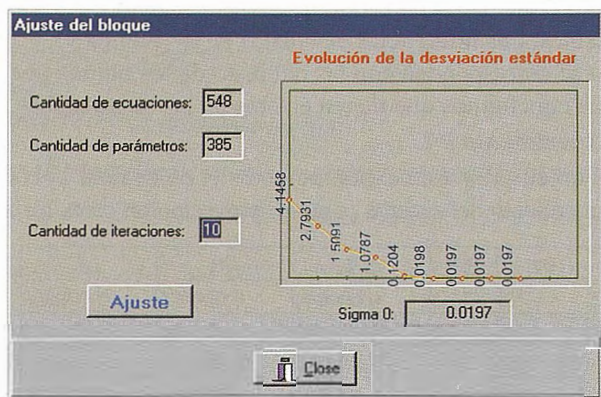 Ajuste del bloque
Evolución de la desviación estándar
Cantidad de ecuaciones: 548
Cantidad de parámetros: 385
Cantidad de iteraciones: 10
4.1458
2.7931
1.5091
1.0787
0.1204
0.0198
0.0197
0.0197
0.0197
Ajuste
Sigma 0: 0.0197
Close